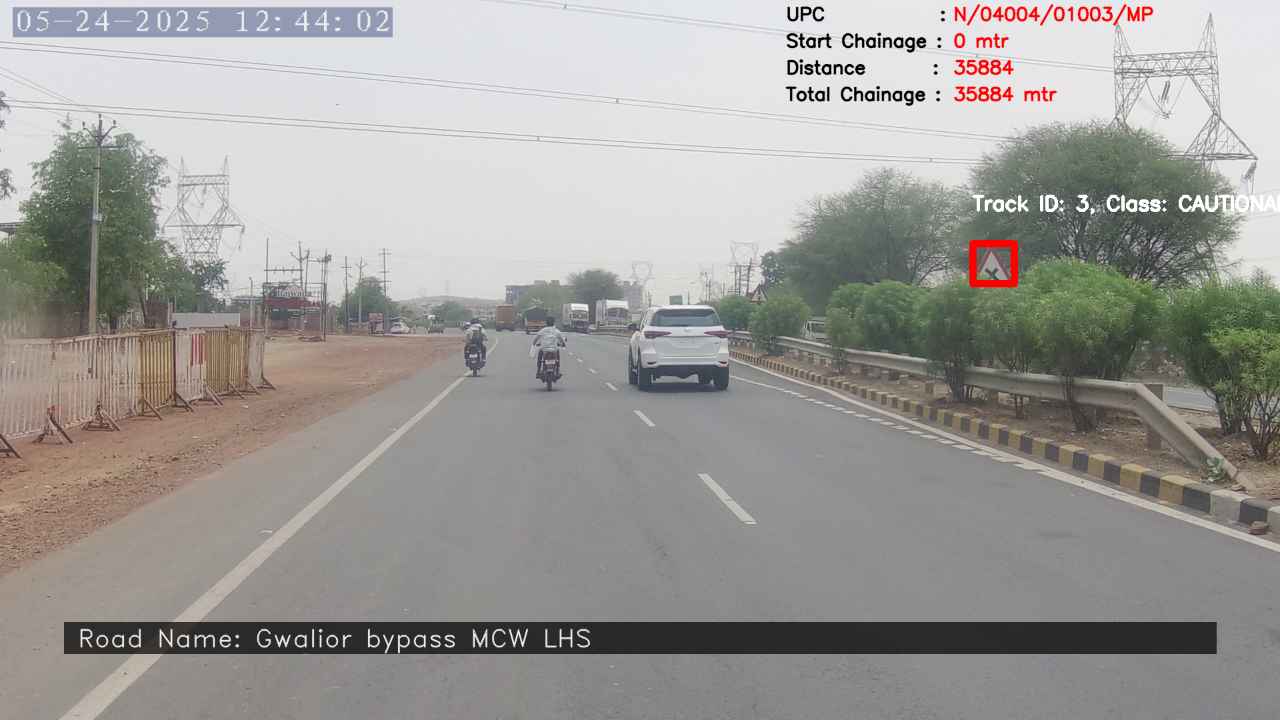 05-24-2025 12:44:02
UPC : N/04004/01003/MP
Start Chainage : 0 mtr
Distance : 35884
Total Chainage : 35884 mtr
Track ID: 3, Class: CAUTIONA
Road Name: Gwalior bypass MCW LHS